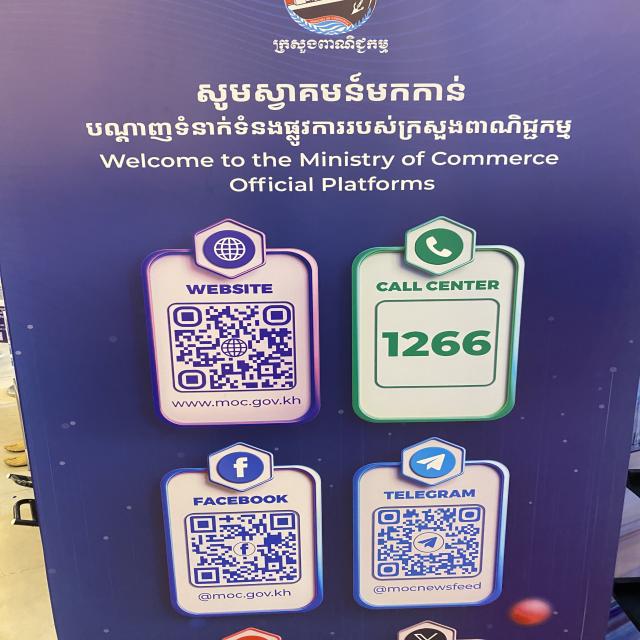 ក្រសួងពាណិជ្ជកម្ម
សូមស្វាគមន៍មកកាន់
បណ្តាញទំនាក់ទំនងផ្លូវការរបស់ក្រសួងពាណិជ្ជកម្ម
Welcome to the Ministry of Commerce
Official Platforms
WEBSITE
www.moc.gov.kh
CALL CENTER
1266
FACEBOOK
@moc.gov.kh
TELEGRAM
@mocnewsfeed